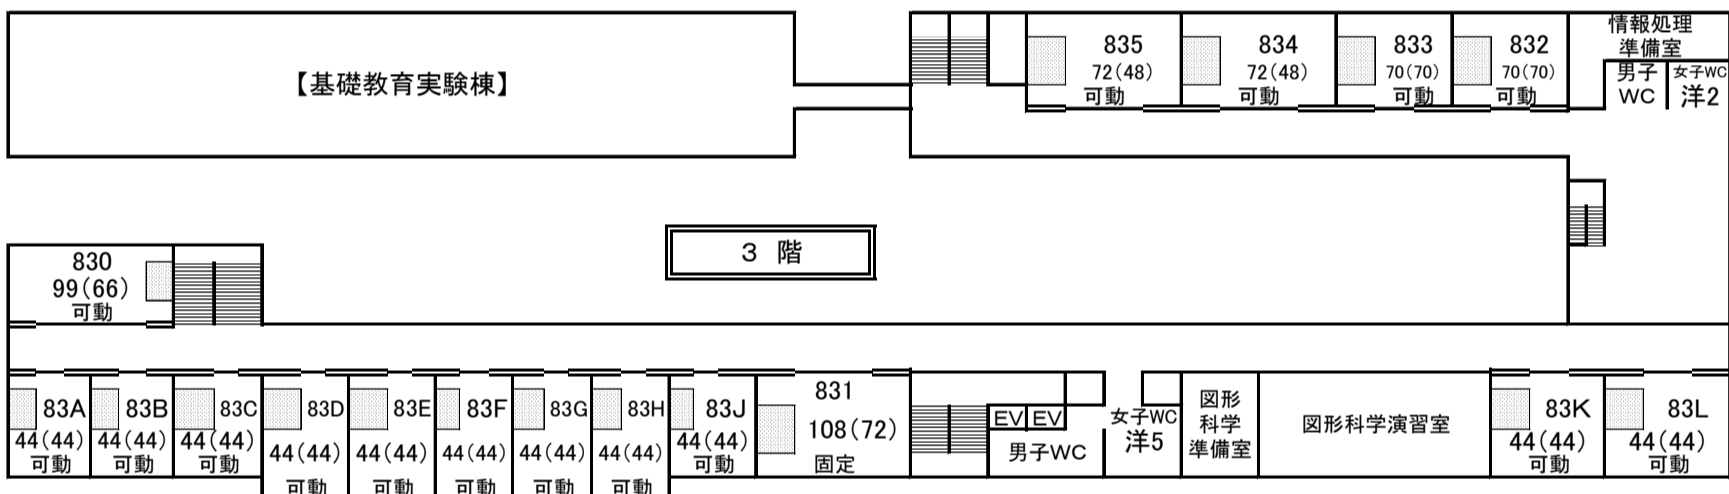 【基礎教育実験棟】
835
72(48)
可動
834
72(48)
可動
833
70(70)
可動
832
70(70)
可動
情報処理
準備室
男子
WC
女子WC
洋2
3 階
830
99(66)
可動
83A
44(44)
可動
83B
44(44)
可動
83C
44(44)
可動
83D
44(44)
可動
83E
44(44)
可動
83F
44(44)
可動
83G
44(44)
可動
83H
44(44)
可動
83J
44(44)
可動
831
108(72)
固定
EV
EV
男子WC
女子WC
洋5
図形
科学
準備室
図形科学演習室
83K
44(44)
可動
83L
44(44)
可動